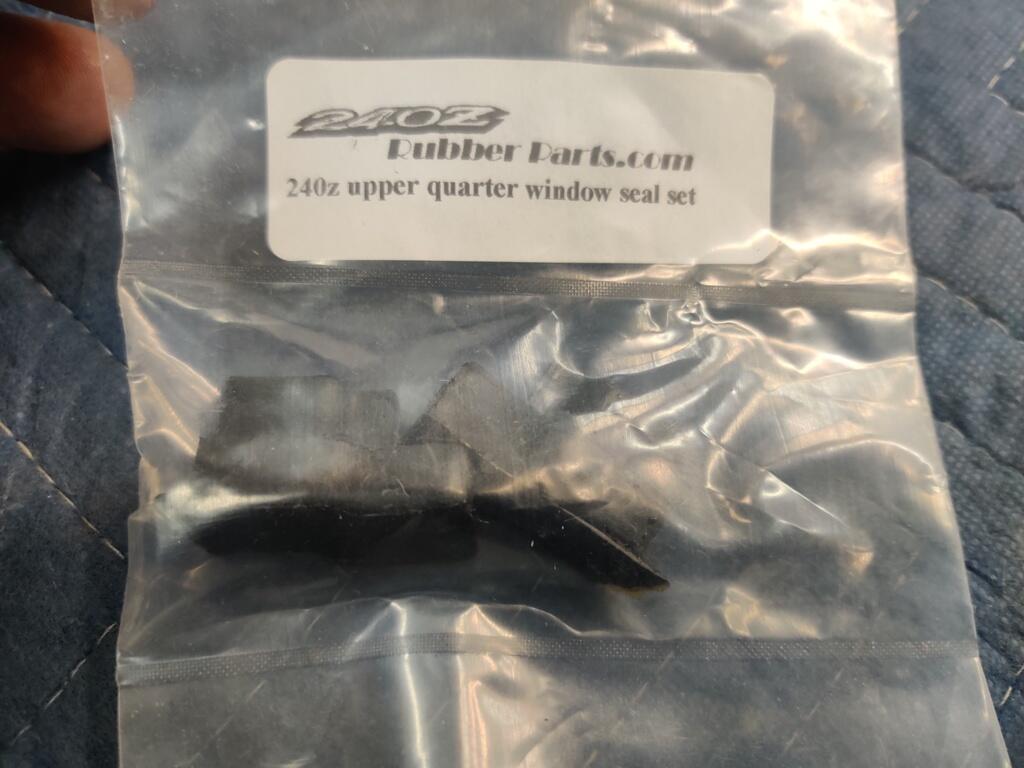 240Z
Rubber Parts.com
240z upper quarter window seal set